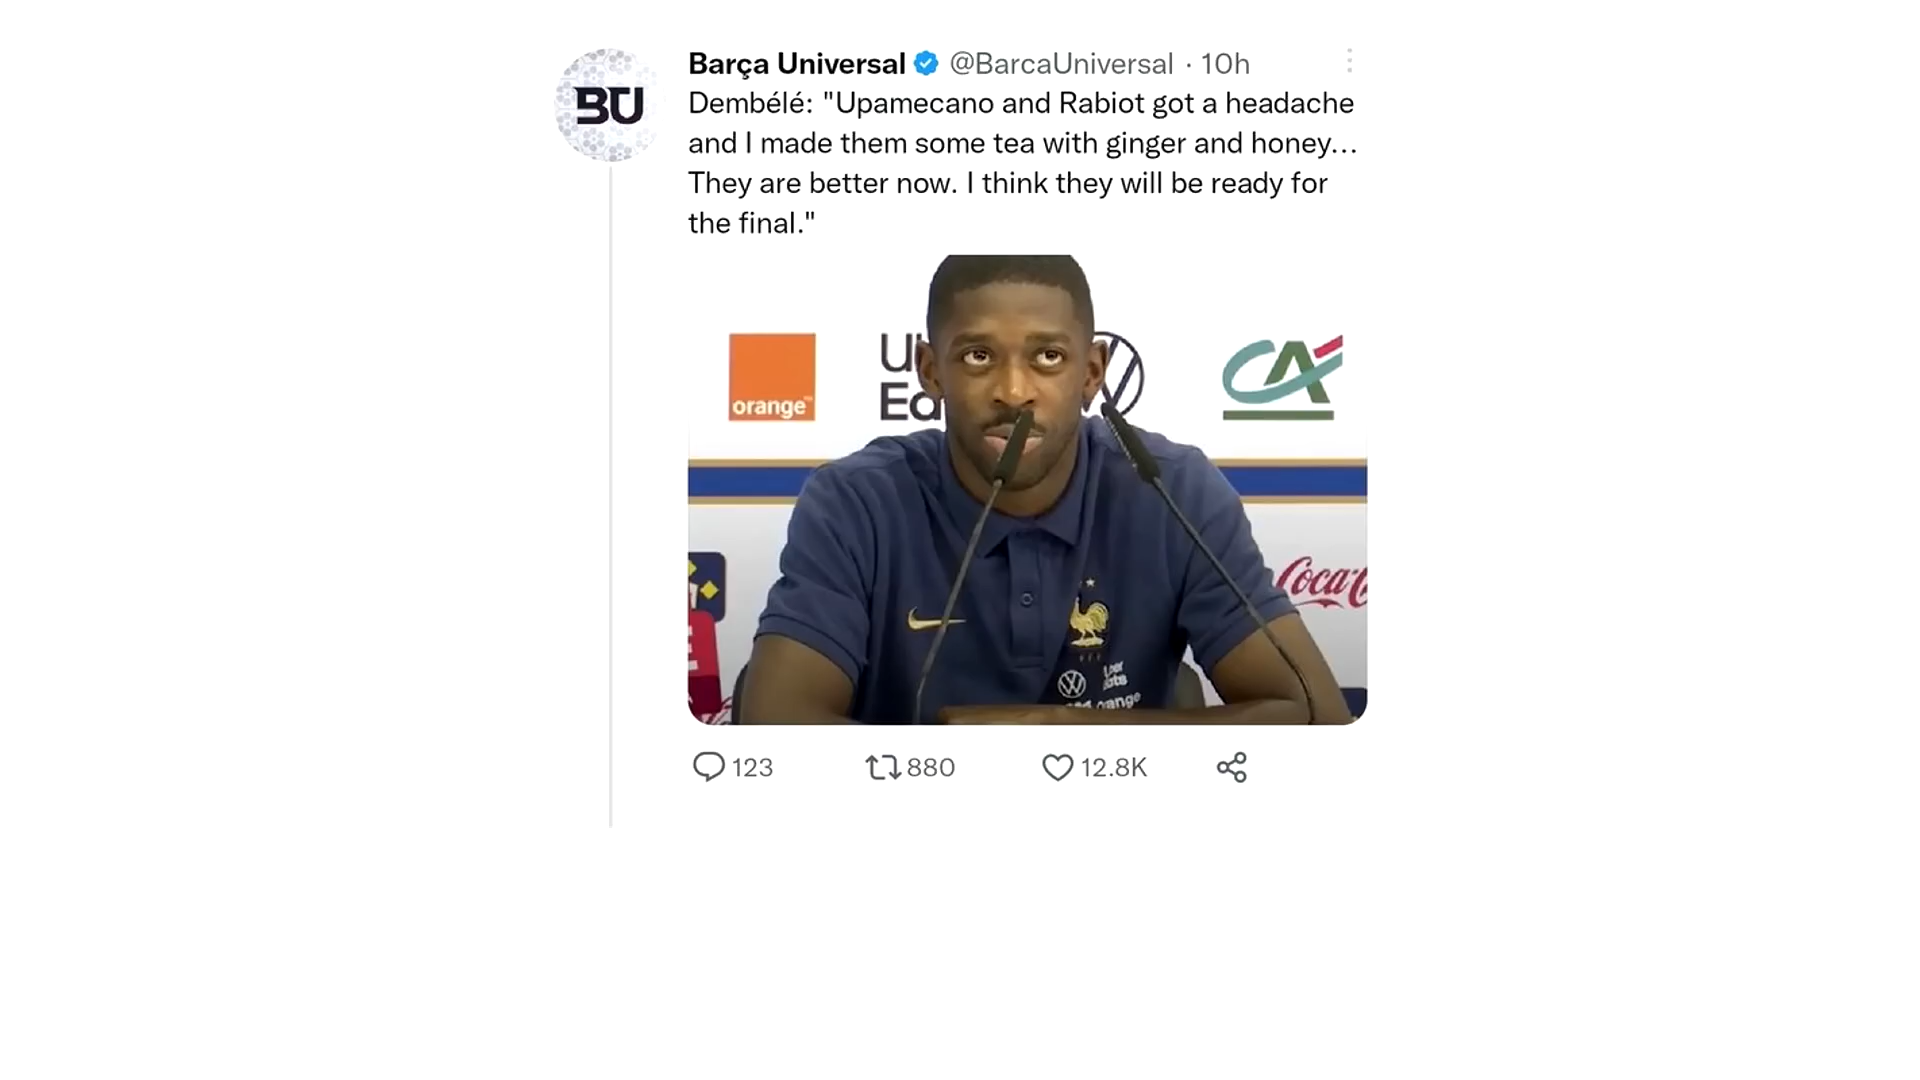 BU
Barça Universal @BarcaUniversal · 10h
Dembélé: "Upamecano and Rabiot got a headache
and I made them some tea with ginger and honey...
They are better now. I think they will be ready for
the final."
orange™
CA
Coca-C
FFF
orange
123 880 12.8K